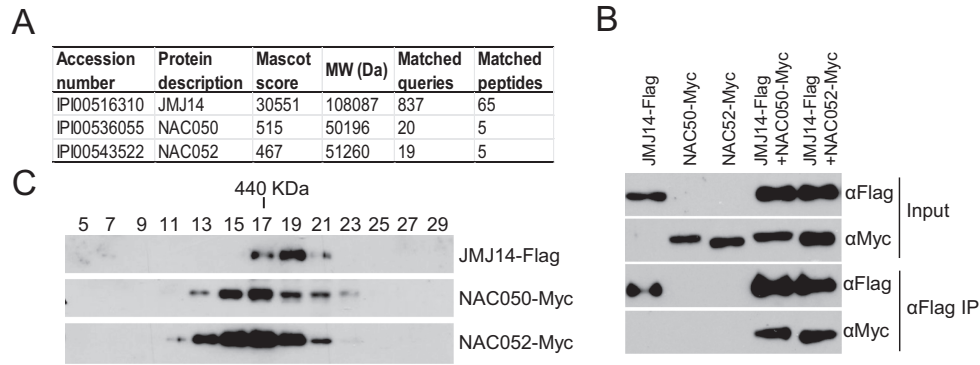 A
Accession number Protein description Mascot score MW (Da) Matched queries Matched peptides
IPI00516310 JMJ14 30551 108087 837 65
IPI00536055 NAC050 515 50196 20 5
IPI00543522 NAC052 467 51260 19 5
B
JMJ14-Flag
NAC50-Myc
NAC52-Myc
JMJ14-Flag
+NAC050-Myc
JMJ14-Flag
+NAC052-Myc
αFlag
αMyc
Input
αFlag
αMyc
αFlag IP
C
440 KDa
5 7 9 11 13 15 17 19 21 23 25 27 29
JMJ14-Flag
NAC050-Myc
NAC052-Myc